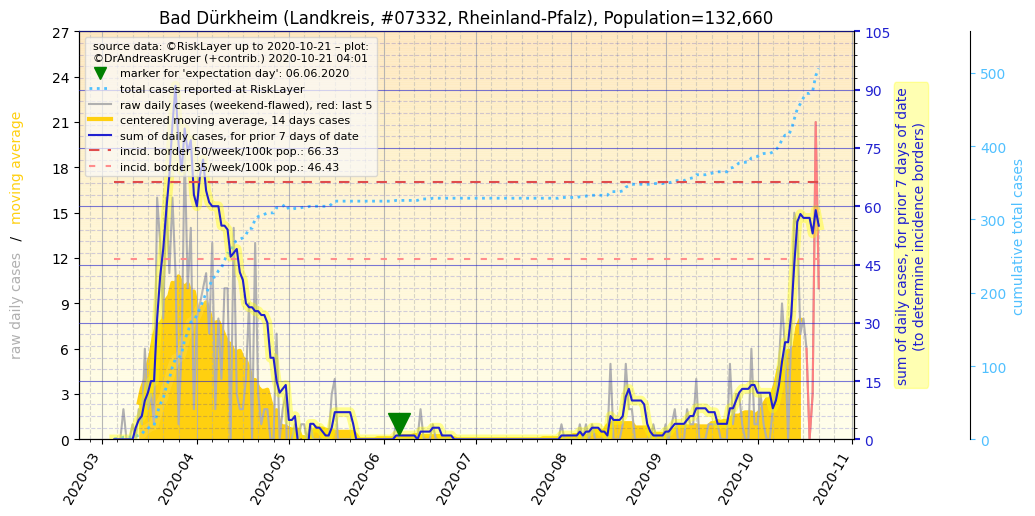 Bad Dürkheim (Landkreis, #07332, Rheinland-Pfalz), Population=132,660
source data: ©RiskLayer up to 2020-10-21 – plot:
©DrAndreasKruger (+contrib.) 2020-10-21 04:01
marker for 'expectation day': 06.06.2020
total cases reported at RiskLayer
raw daily cases (weekend-flawed), red: last 5
centered moving average, 14 days cases
sum of daily cases, for prior 7 days of date
incid. border 50/week/100k pop.: 66.33
incid. border 35/week/100k pop.: 46.43
raw daily cases / moving average
27
24
21
18
15
12
9
6
3
0
105
90
75
60
45
30
15
0
sum of daily cases, for prior 7 days of date
(to determine incidence borders)
500
400
300
200
100
0
cumulative total cases
2020-03
2020-04
2020-05
2020-06
2020-07
2020-08
2020-09
2020-10
2020-11